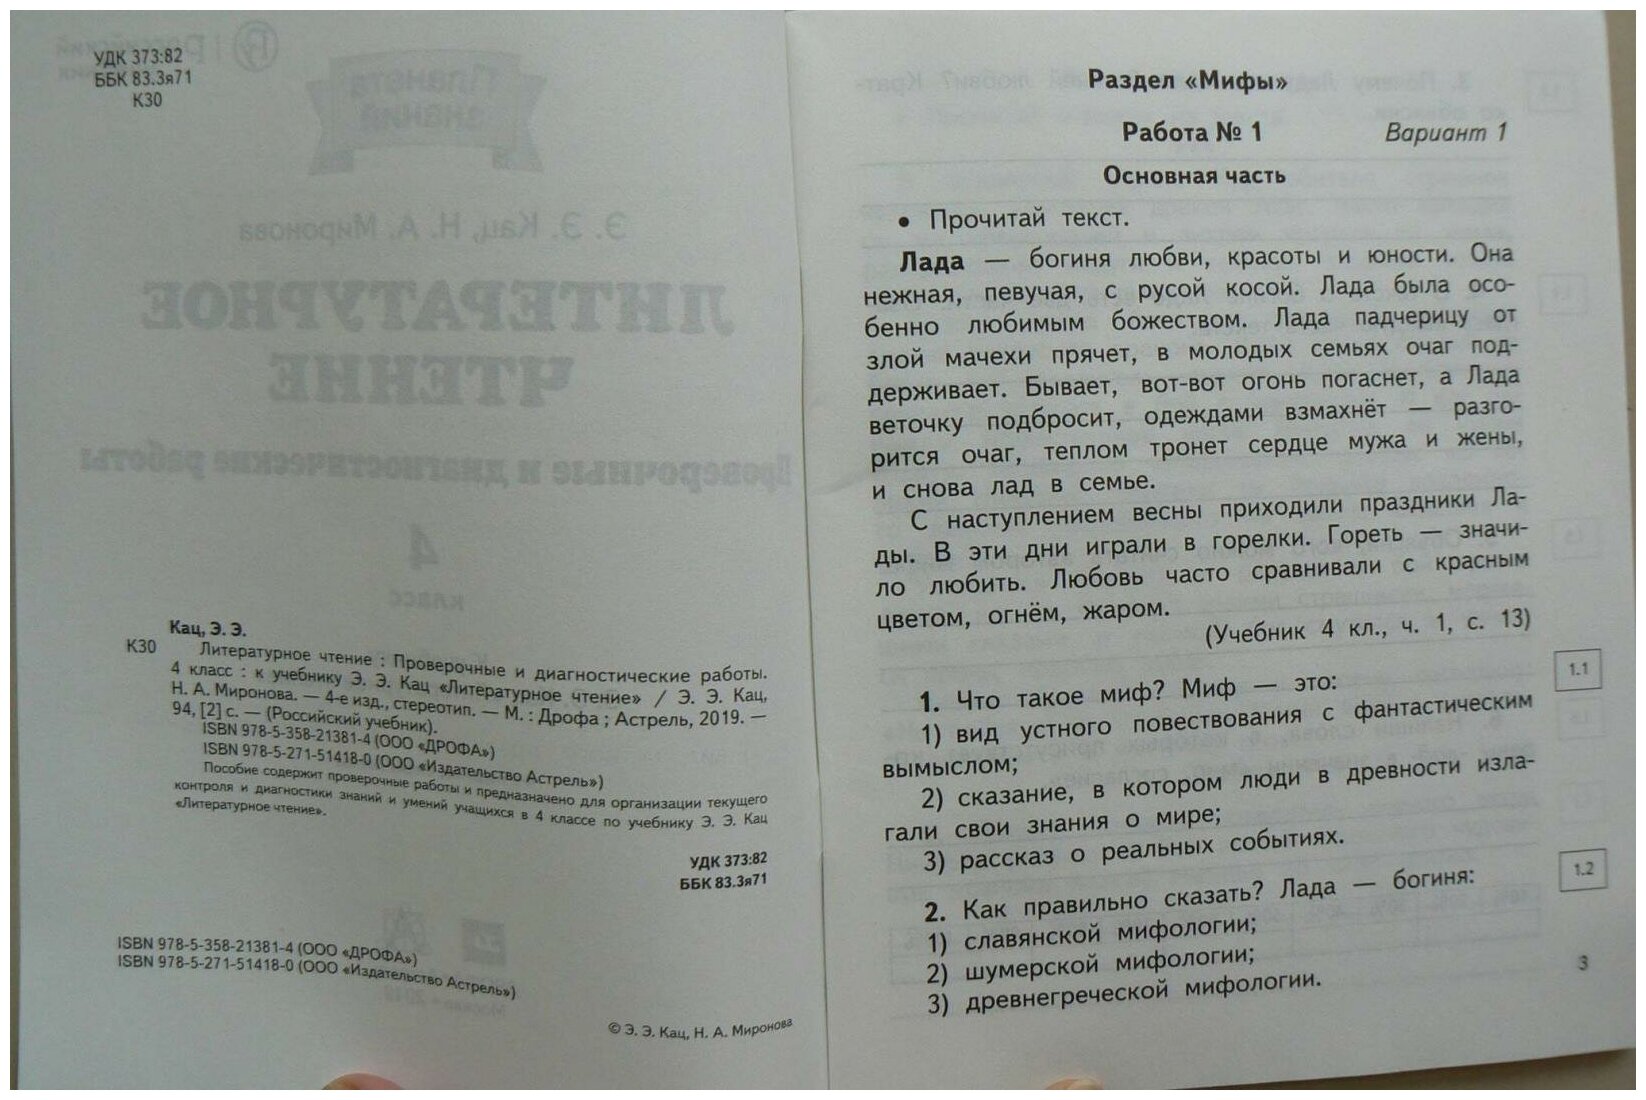 УДК 373:82
ББК 83.3я71
К30
Планета
знаний
Э. Э. Кац, Н. А. Миронова
ЛИТЕРАТУРНОЕ
ЧТЕНИЕ
Проверочные и диагностические работы
4
класс
Кац, Э. Э.
К30 Литературное чтение : Проверочные и диагностические работы.
4 класс : к учебнику Э. Э. Кац «Литературное чтение» / Э. Э. Кац,
Н. А. Миронова. — 4-е изд., стереотип. — М. : Дрофа ; Астрель, 2019. —
94, [2] с. — (Российский учебник).
ISBN 978-5-358-21381-4 (ООО «ДРОФА»)
ISBN 978-5-271-51418-0 (ООО «Издательство Астрель»)
Пособие содержит проверочные работы и предназначено для организации текущего
контроля и диагностики знаний и умений учащихся в 4 классе по учебнику Э. Э. Кац
«Литературное чтение».
УДК 373:82
ББК 83.3я71
ISBN 978-5-358-21381-4 (ООО «ДРОФА»)
ISBN 978-5-271-51418-0 (ООО «Издательство Астрель»)
© Э. Э. Кац, Н. А. Миронова
Раздел «Мифы»
Работа № 1 Вариант 1
Основная часть
• Прочитай текст.
Лада — богиня любви, красоты и юности. Она
нежная, певучая, с русой косой. Лада была осо-
бенно любимым божеством. Лада падчерицу от
злой мачехи прячет, в молодых семьях очаг под-
держивает. Бывает, вот-вот огонь погаснет, а Лада
веточку подбросит, одеждами взмахнёт — разго-
рится очаг, теплом тронет сердце мужа и жены,
и снова лад в семье.
С наступлением весны приходили праздники Ла-
ды. В эти дни играли в горелки. Гореть — значи-
ло любить. Любовь часто сравнивали с красным
цветом, огнём, жаром.
(Учебник 4 кл., ч. 1, с. 13)
1. Что такое миф? Миф — это: 1.1
1) вид устного повествования с фантастическим
вымыслом;
2) сказание, в котором люди в древности изла-
гали свои знания о мире;
3) рассказ о реальных событиях.
2. Как правильно сказать? Лада — богиня: 1.2
1) славянской мифологии;
2) шумерской мифологии;
3) древнегреческой мифологии.
3